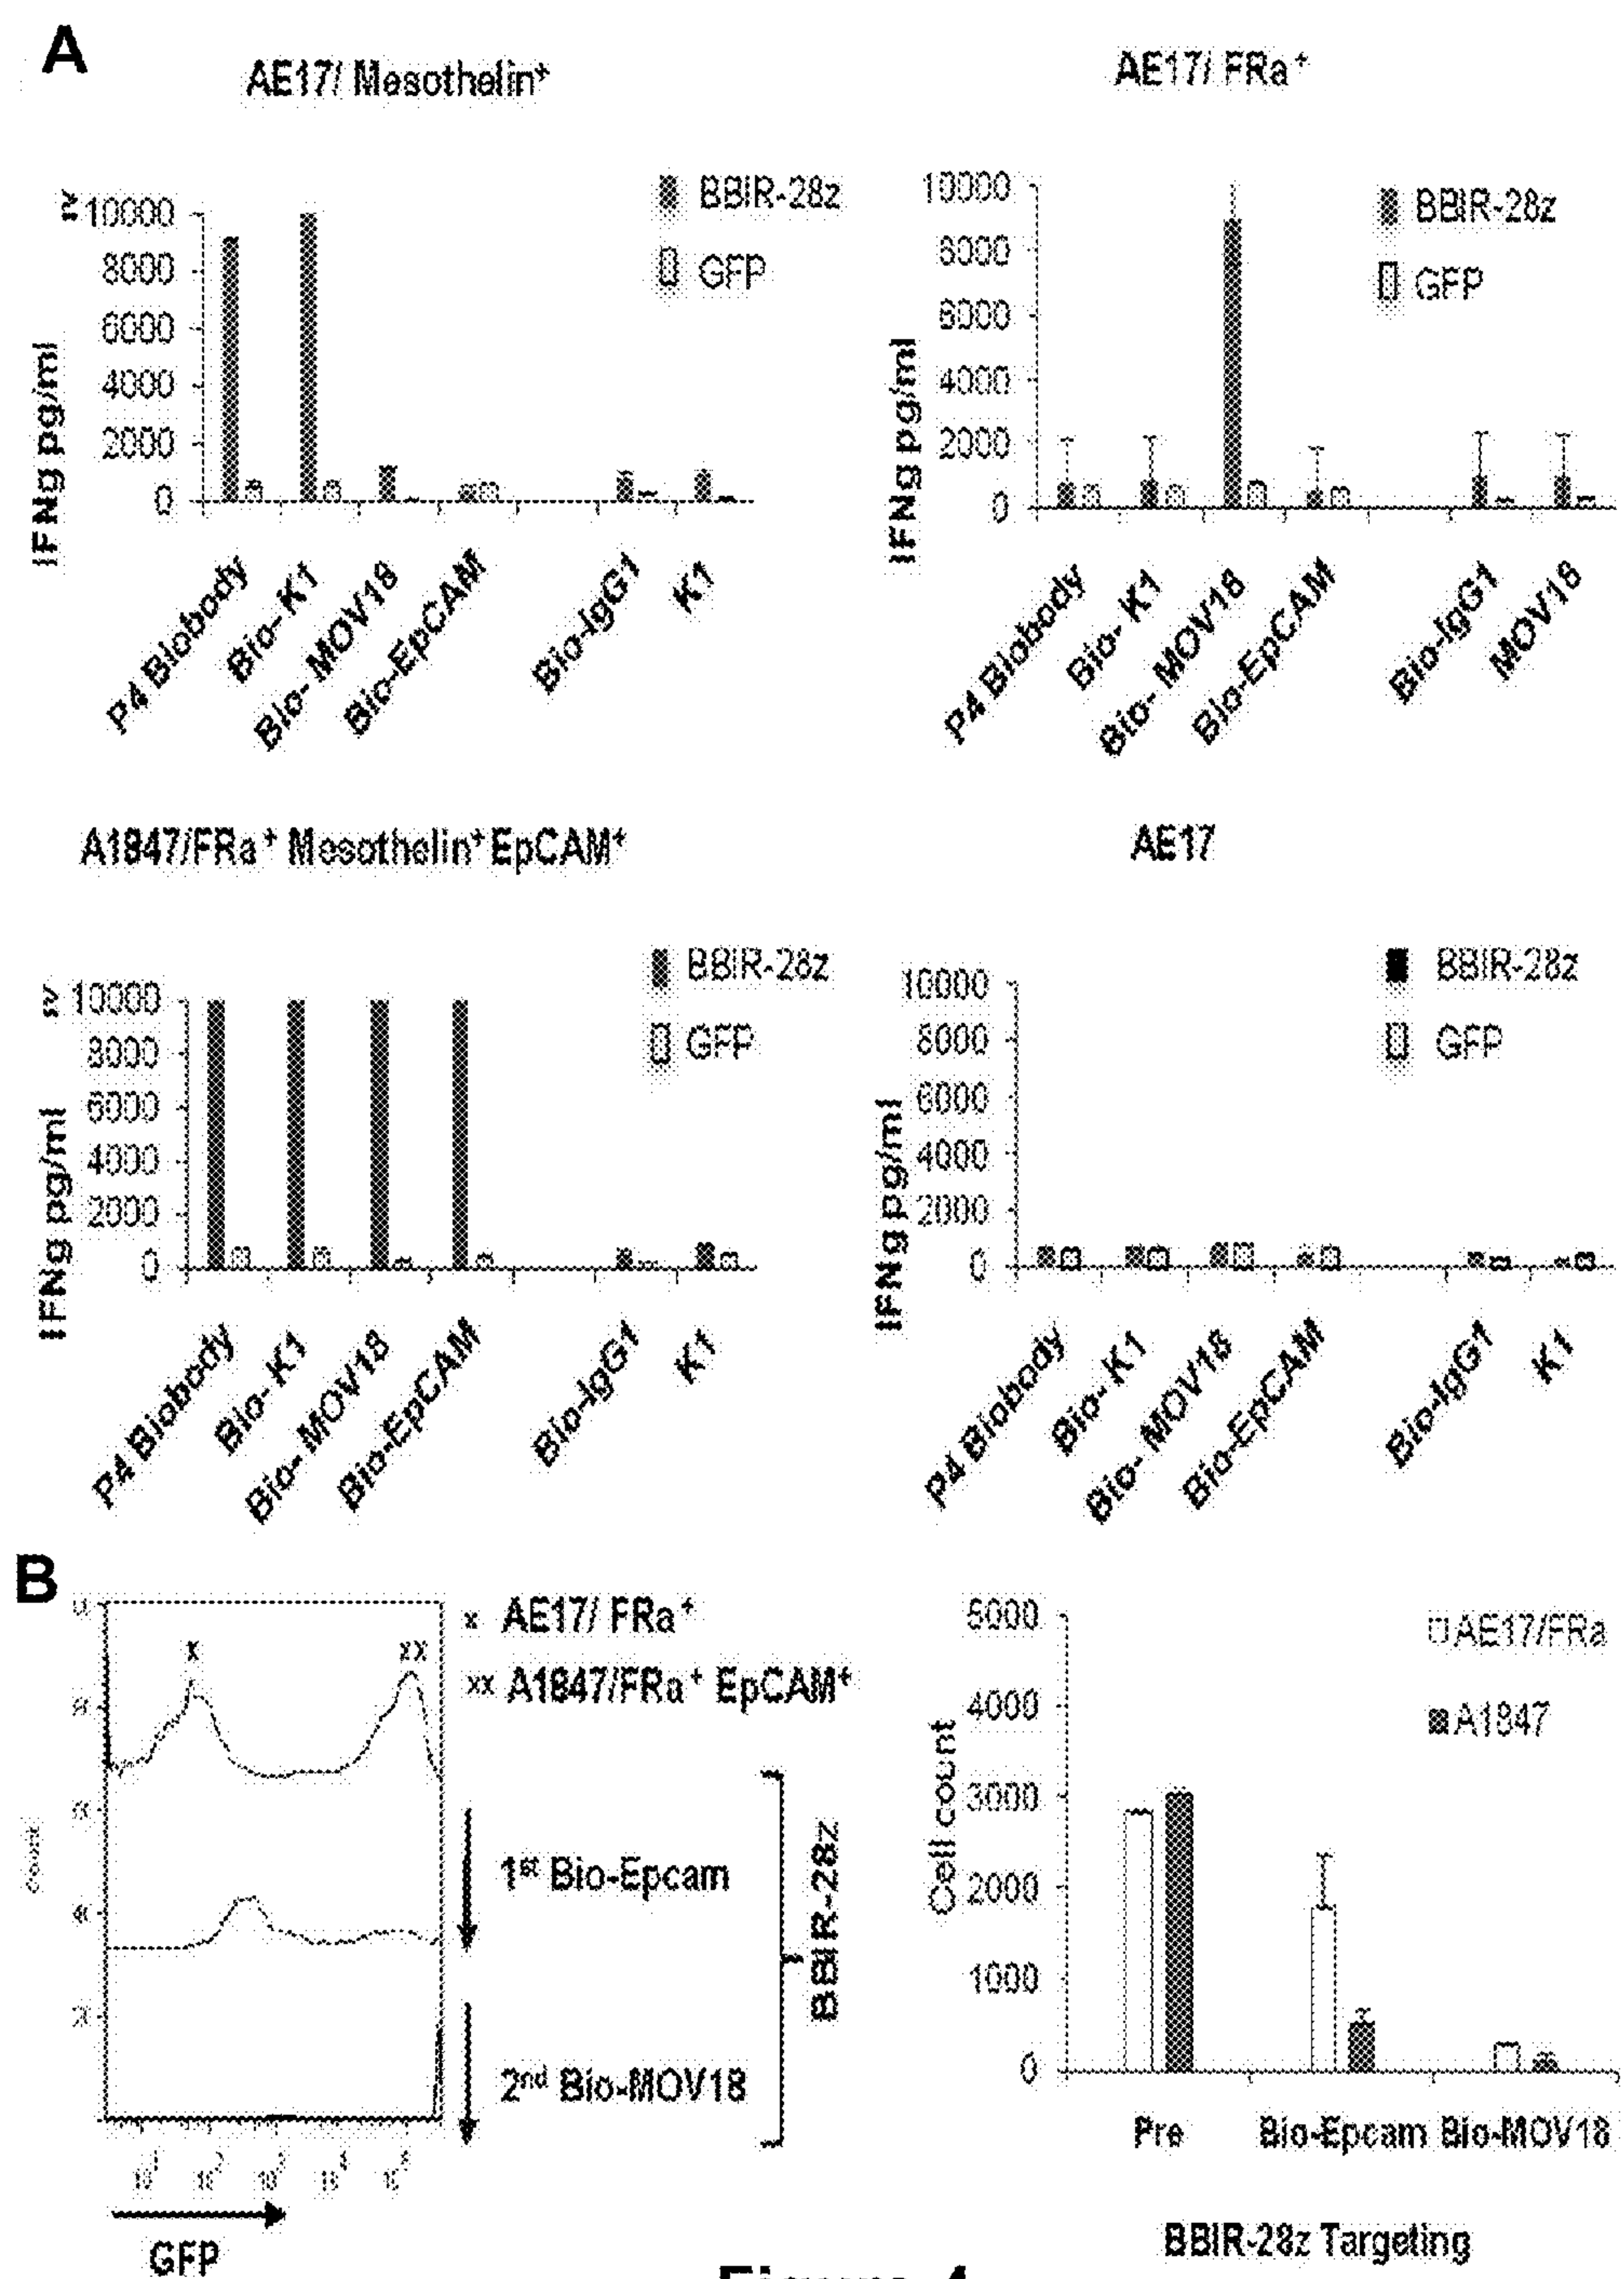 A
AE17/ Mesothelin⁺
BBIR-28z
GFP
IFNg pg/ml
≥10000
8000
6000
4000
2000
0
P4 Biobody
Bio- K1
Bio- MOV18
Bio-EpCAM
Bio-IgG1
K1
AE17/ FRa⁺
BBIR-28z
GFP
IFNg pg/ml
10000
8000
6000
4000
2000
0
P4 Biobody
Bio- K1
Bio- MOV18
Bio-EpCAM
Bio-IgG1
MOV18
A1847/FRa⁺ Mesothelin⁺EpCAM⁺
BBIR-28z
GFP
IFNg pg/ml
≥ 10000
8000
6000
4000
2000
0
P4 Biobody
Bio- K1
Bio- MOV18
Bio-EpCAM
Bio-IgG1
K1
AE17
BBIR-28z
GFP
IFNg pg/ml
10000
8000
6000
4000
2000
0
P4 Biobody
Bio- K1
Bio- MOV18
Bio-EpCAM
Bio-IgG1
K1
B
x AE17/ FRa⁺
xx A1847/FRa⁺ EpCAM⁺
x
xx
1st Bio-Epcam
2nd Bio-MOV18
BBIR-28z
GFP
Cell count
5000
4000
3000
2000
1000
0
AE17/FRa
A1847
Pre
Bio-Epcam
Bio-MOV18
BBIR-28z Targeting